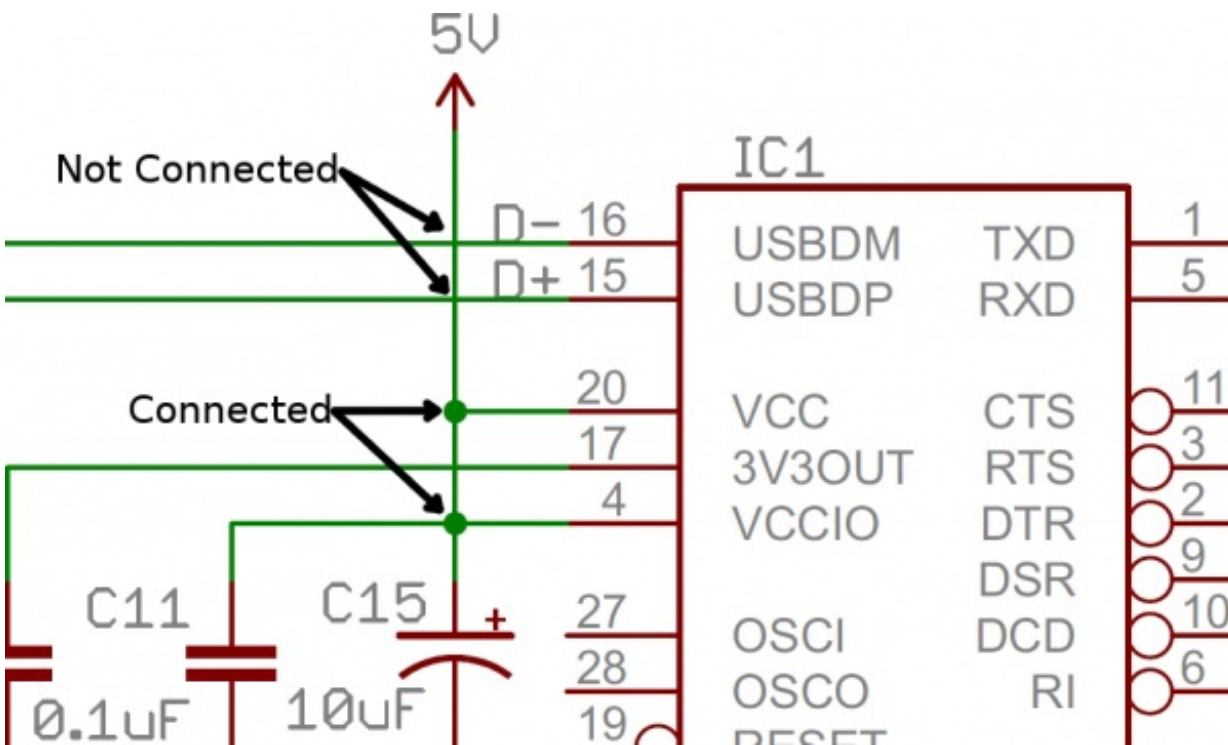 5V
Not Connected
IC1
D- 16
USBDM
TXD
1
D+ 15
USBDP
RXD
5
Connected
20
VCC
CTS
11
17
3V3OUT
RTS
3
4
VCCIO
DTR
2
DSR
9
C11
C15
+
27
OSCI
DCD
10
28
OSCO
RI
6
0.1uF
10uF
19
RESET